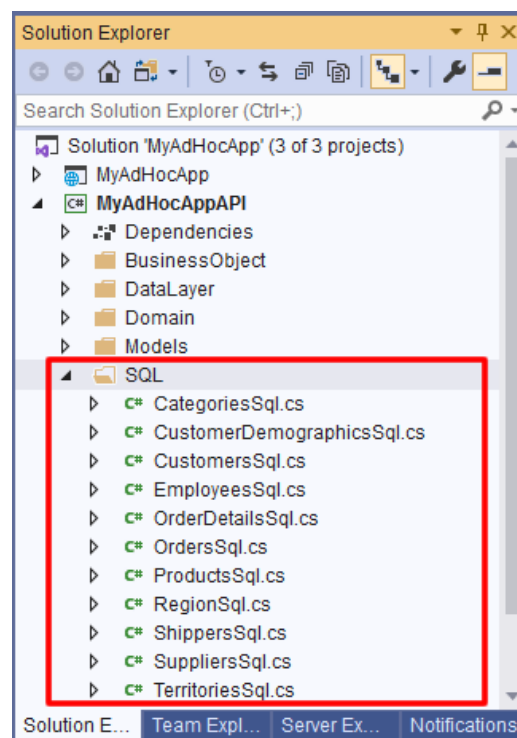 Solution Explorer
Search Solution Explorer (Ctrl+;)
Solution 'MyAdHocApp' (3 of 3 projects)
MyAdHocApp
C# MyAdHocAppAPI
Dependencies
BusinessObject
DataLayer
Domain
Models
SQL
C# CategoriesSql.cs
C# CustomerDemographicsSql.cs
C# CustomersSql.cs
C# EmployeesSql.cs
C# OrderDetailsSql.cs
C# OrdersSql.cs
C# ProductsSql.cs
C# RegionSql.cs
C# ShippersSql.cs
C# SuppliersSql.cs
C# TerritoriesSql.cs
Solution E... Team Expl... Server Ex... Notifications